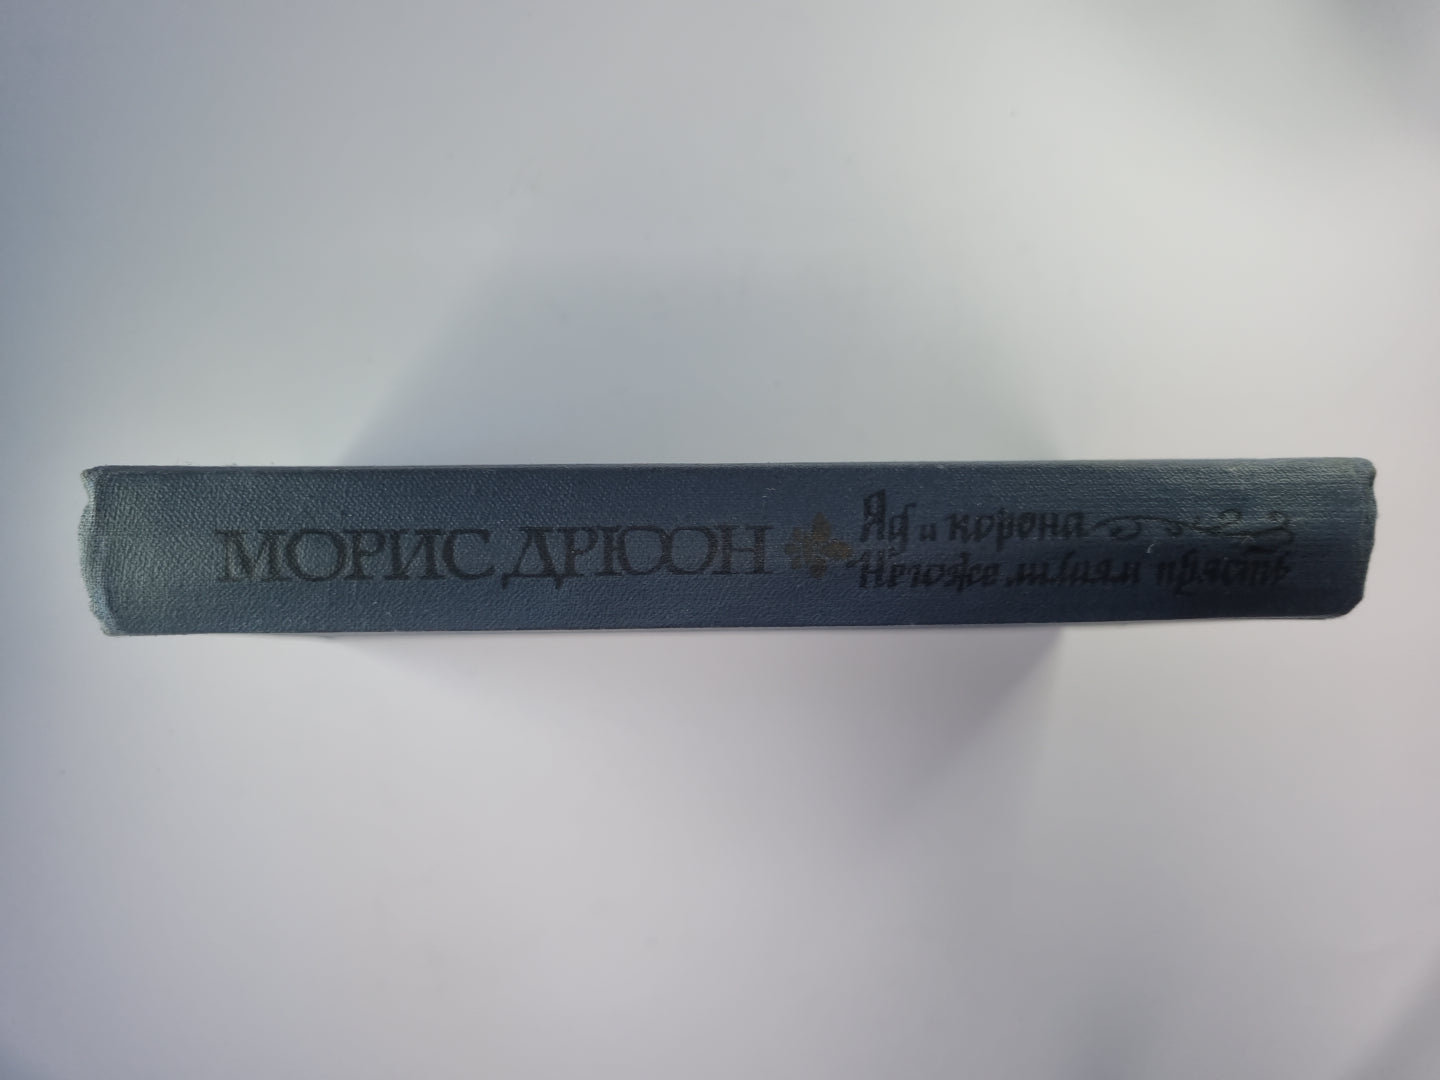 МОРИС ДРЮОН
Яд и корона
Негоже лилиям прясть